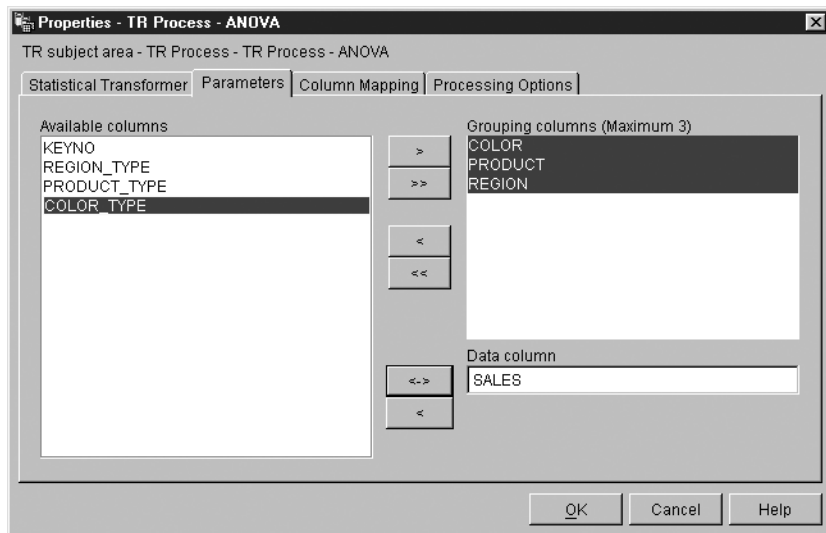 Properties - TR Process - ANOVA
TR subject area - TR Process - TR Process - ANOVA
Statistical Transformer Parameters Column Mapping Processing Options
Available columns
KEYNO
REGION_TYPE
PRODUCT_TYPE
COLOR_TYPE
>
>>
<
<<
<->
<
Grouping columns (Maximum 3)
COLOR
PRODUCT
REGION
Data column
SALES
OK Cancel Help